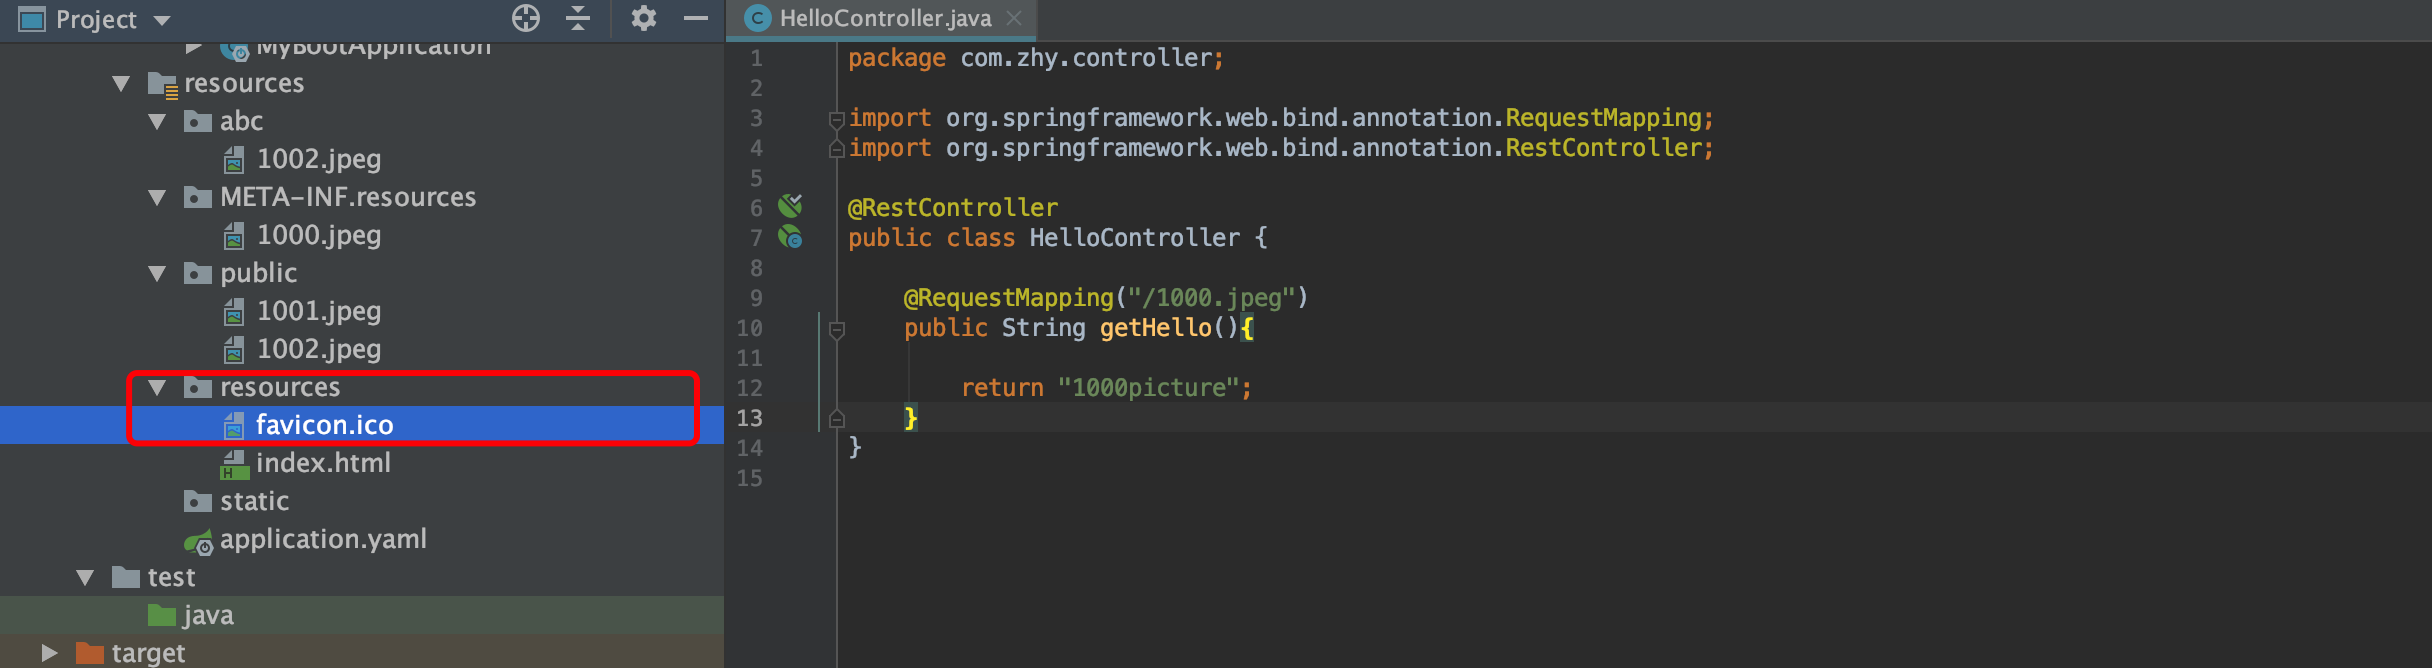 Project
MyBootApplication
resources
abc
1002.jpeg
META-INF.resources
1000.jpeg
public
1001.jpeg
1002.jpeg
resources
favicon.ico
index.html
static
application.yaml
test
java
target
HelloController.java
1 package com.zhy.controller;
2
3 import org.springframework.web.bind.annotation.RequestMapping;
4 import org.springframework.web.bind.annotation.RestController;
5
6 @RestController
7 public class HelloController {
8
9 @RequestMapping("/1000.jpeg")
10 public String getHello(){
11
12 return "1000picture";
13 }
14 }
15